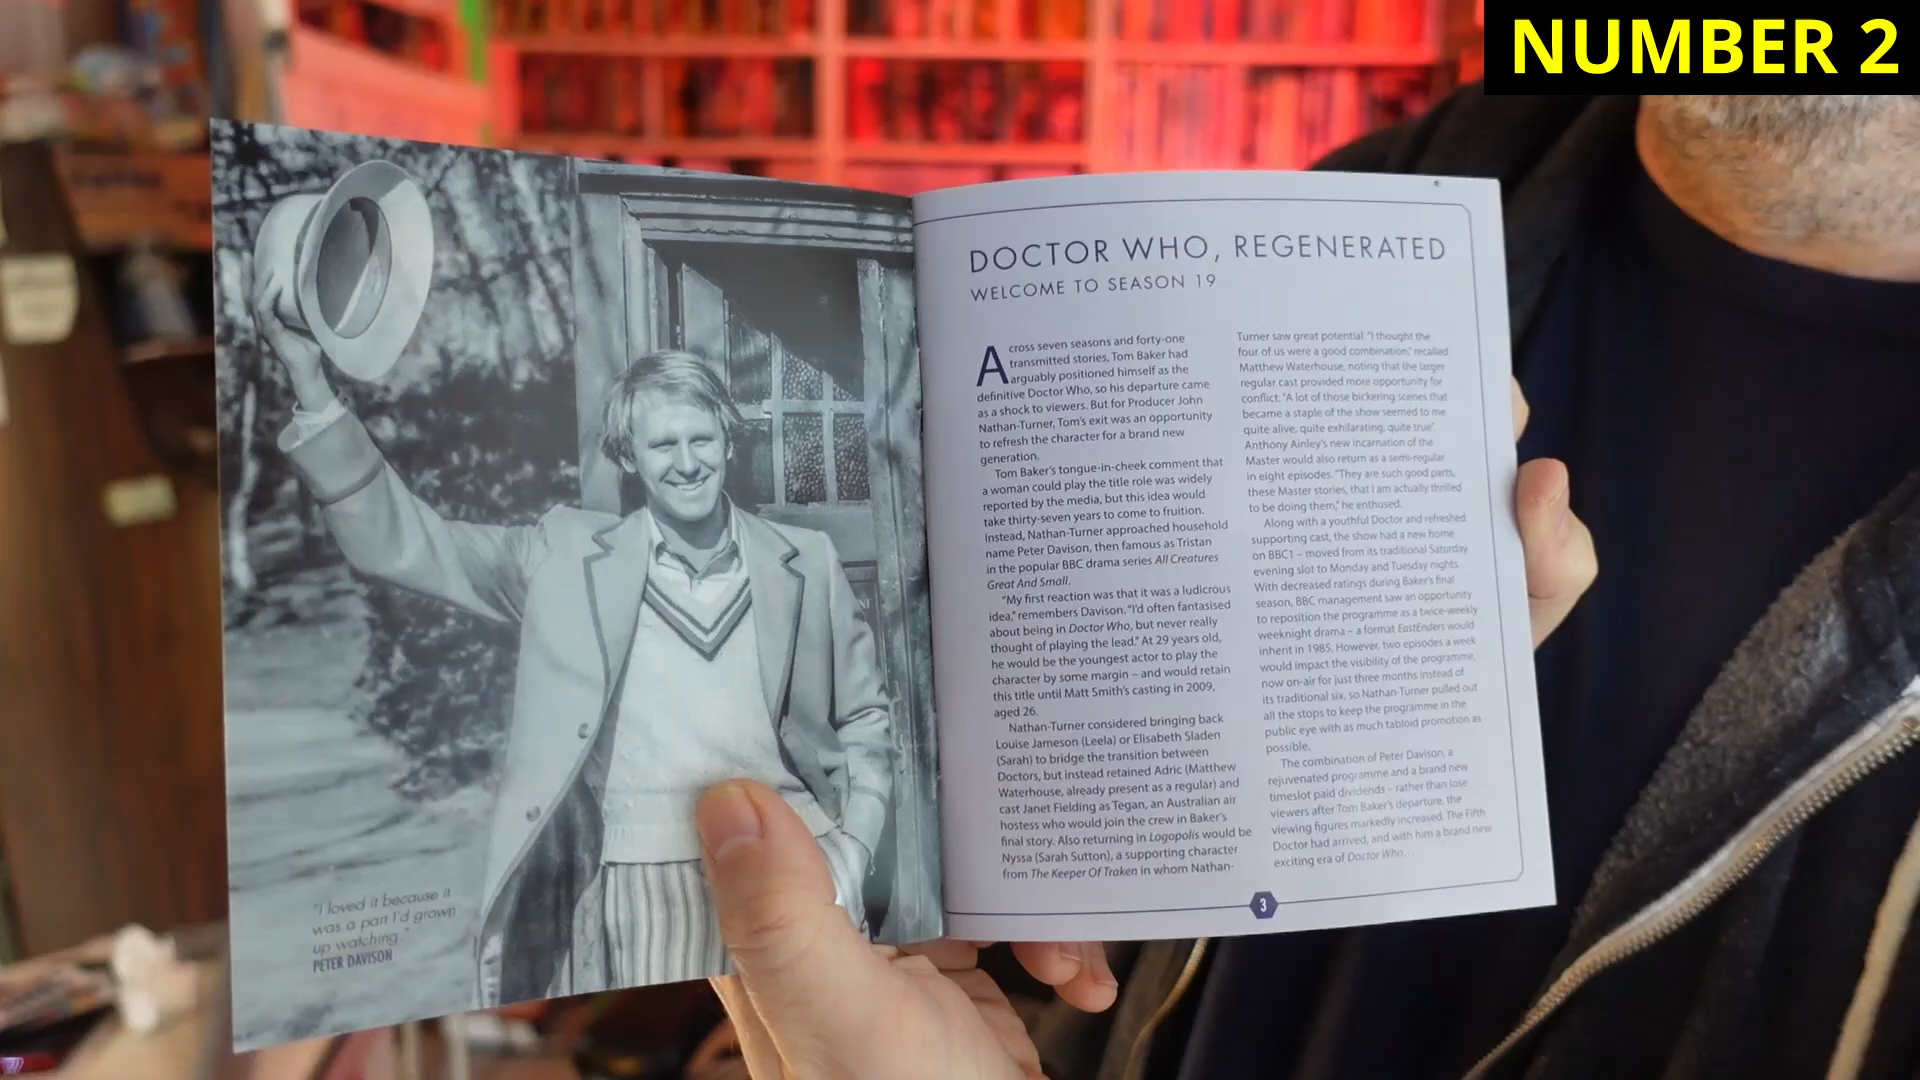 NUMBER 2
DOCTOR WHO, REGENERATED
WELCOME TO SEASON 19
Across seven seasons and forty-one
transmitted stories, Tom Baker had
arguably positioned himself as the
definitive Doctor Who, so his departure came
as a shock to viewers. But for Producer John
Nathan-Turner, Tom's exit was an opportunity
to refresh the character for a brand new
generation.
Tom Baker's tongue-in-cheek comment that
a woman could play the title role was widely
reported by the media, but this idea would
take thirty-seven years to come to fruition.
Instead, Nathan-Turner approached household
name Peter Davison, then famous as Tristan
in the popular BBC drama series All Creatures
Great And Small.
"My first reaction was that it was a ludicrous
idea," remembers Davison. "I'd often fantasised
about being in Doctor Who, but never really
thought of playing the lead." At 29 years old,
he would be the youngest actor to play the
character by some margin – and would retain
this title until Matt Smith's casting in 2009,
aged 26.
Nathan-Turner considered bringing back
Louise Jameson (Leela) or Elisabeth Sladen
(Sarah) to bridge the transition between
Doctors, but instead retained Adric (Matthew
Waterhouse, already present as a regular) and
cast Janet Fielding as Tegan, an Australian air
hostess who would join the crew in Baker's
final story. Also returning in Logopolis would be
Nyssa (Sarah Sutton), a supporting character
from The Keeper Of Traken in whom Nathan-
Turner saw great potential. "I thought the
four of us were a good combination," recalled
Matthew Waterhouse, noting that the larger
regular cast provided more opportunity for
conflict. "A lot of those bickering scenes that
became a staple of the show seemed to me
quite alive, quite exhilarating, quite true".
Anthony Ainley's new incarnation of the
Master would also return as a semi-regular
in eight episodes. "They are such good parts,
these Master stories, that I am actually thrilled
to be doing them," he enthused.
Along with a youthful Doctor and refreshed
supporting cast, the show had a new home
on BBC1 – moved from its traditional Saturday
evening slot to Monday and Tuesday nights.
With decreased ratings during Baker's final
season, BBC management saw an opportunity
to reposition the programme as a twice-weekly
weeknight drama – a format EastEnders would
inherit in 1985. However, two episodes a week
would impact the visibility of the programme,
now on-air for just three months instead of
its traditional six, so Nathan-Turner pulled out
all the stops to keep the programme in the
public eye with as much tabloid promotion as
possible.
The combination of Peter Davison, a
rejuvenated programme and a brand new
timeslot paid dividends – rather than lose
viewers after Tom Baker's departure, the
viewing figures markedly increased. The Fifth
Doctor had arrived, and with him a brand new
exciting era of Doctor Who...
3
"I loved it because it
was a part I'd grown
up watching."
PETER DAVISON